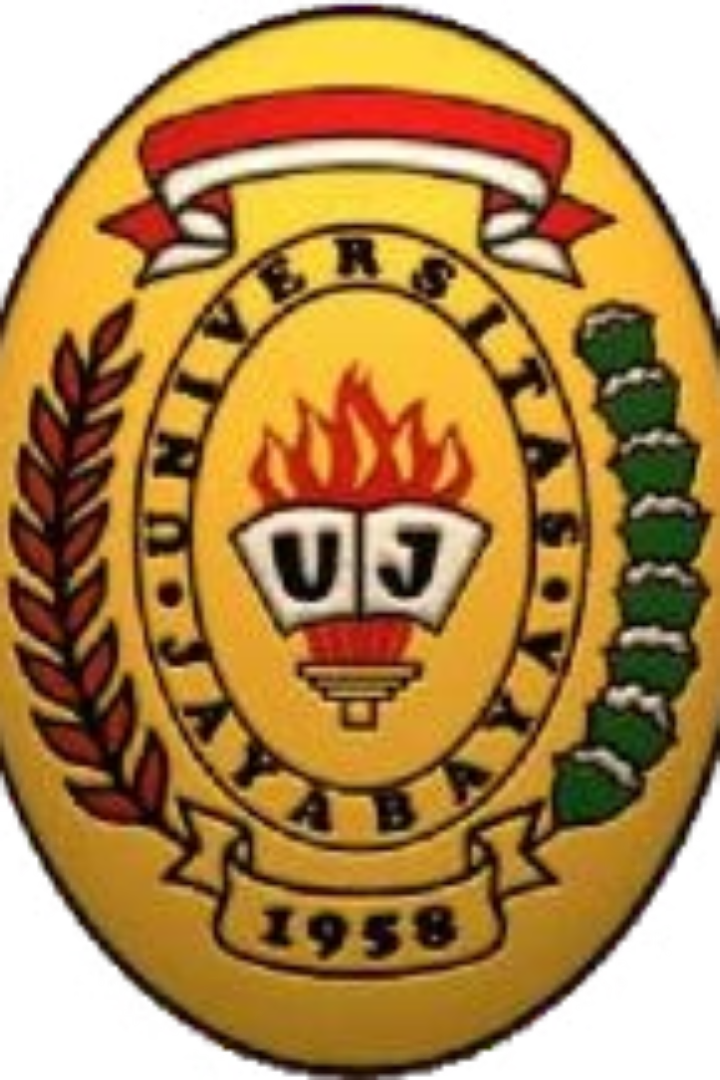 UNIVERSITAS
UJ
• JAYABAYA •
1958